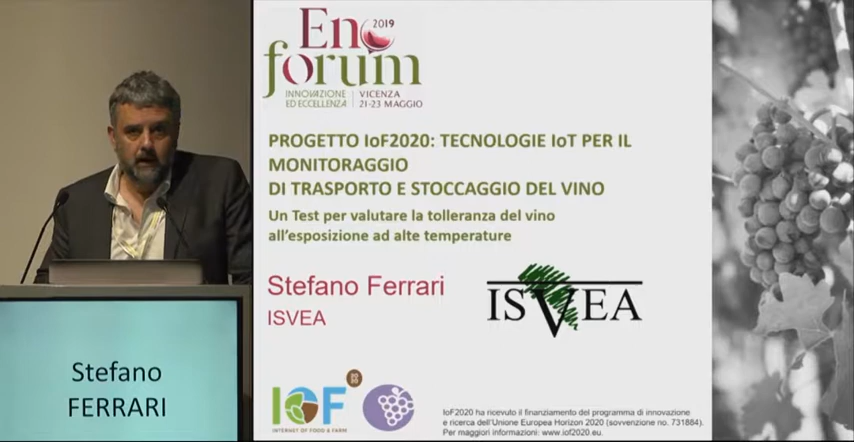 Eno
2019
forum
INNOVAZIONE
ED ECCELLENZA
VICENZA
21-23 MAGGIO
PROGETTO IoF2020: TECNOLOGIE IoT PER IL
MONITORAGGIO
DI TRASPORTO E STOCCAGGIO DEL VINO
Un Test per valutare la tolleranza del vino
all'esposizione ad alte temperature
Stefano Ferrari
ISVEA
ISVEA
Stefano
FERRARI
IoF
2020
INTERNET OF FOOD & FARM
IoF2020 ha ricevuto il finanziamento del programma di innovazione
e ricerca dell'Unione Europea Horizon 2020 (sovvenzione no. 731884).
Per maggiori informazioni: www.iof2020.eu.